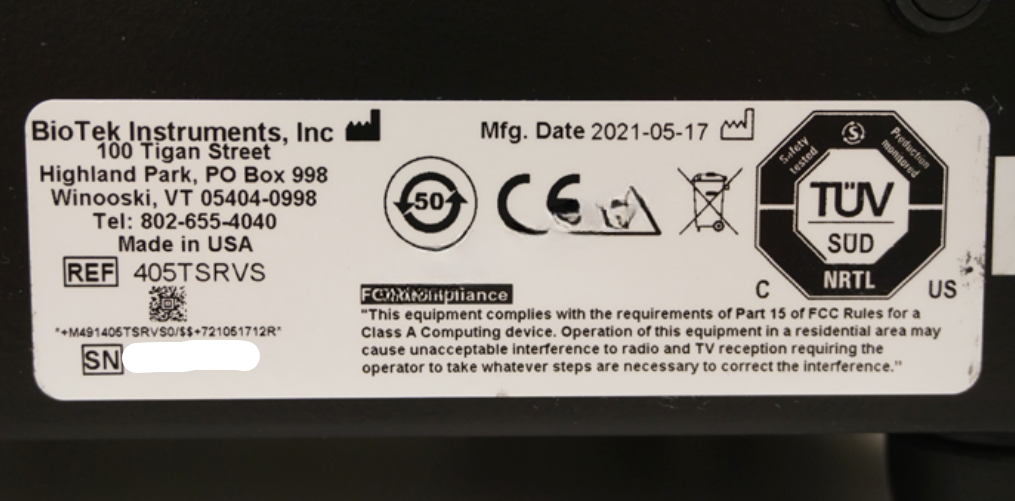 BioTek Instruments, Inc
100 Tigan Street
Highland Park, PO Box 998
Winooski, VT 05404-0998
Tel: 802-655-4040
Made in USA
REF 405TSRVS
"+M491405TSRVS0/$$+721051712R"
SN
Mfg. Date 2021-05-17
50
CE
Safety tested
S
Production monitored
TÜV
SÜD
NRTL
C US
"This equipment complies with the requirements of Part 15 of FCC Rules for a
Class A Computing device. Operation of this equipment in a residential area may
cause unacceptable interference to radio and TV reception requiring the
operator to take whatever steps are necessary to correct the interference."